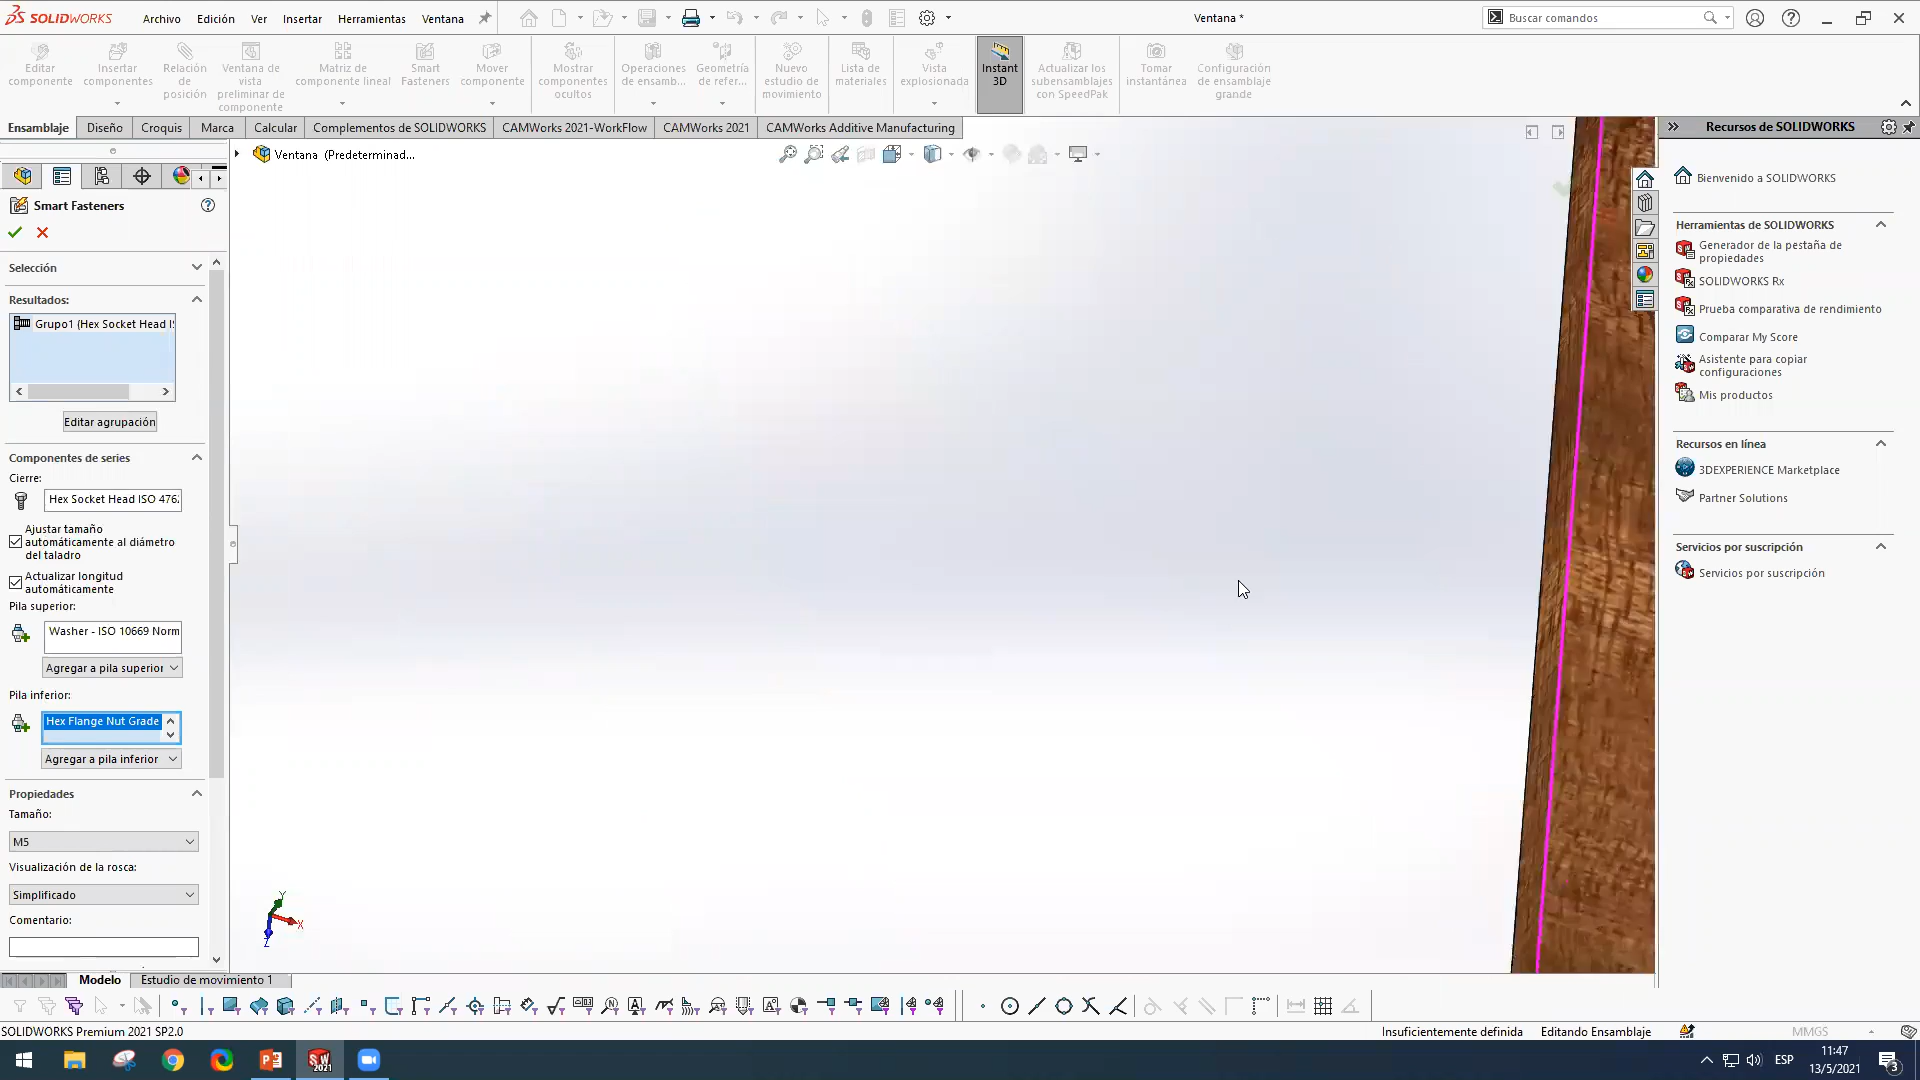 SOLIDWORKS
Archivo
Edición
Ver
Insertar
Herramientas
Ventana
Ventana *
Buscar comandos
Editar
componente
Insertar
componentes
Relación
de
posición
Ventana de
vista
preliminar de
componente
Matriz de
componente lineal
Smart
Fasteners
Mover
componente
Mostrar
componentes
ocultos
Operaciones
de ensamb...
Geometría
de refer...
Nuevo
estudio de
movimiento
Lista de
materiales
Vista
explosionada
Instant
3D
Actualizar los
subensamblajes
con SpeedPak
Tomar
instantánea
Configuración
de ensamblaje
grande
Ensamblaje
Diseño
Croquis
Marca
Calcular
Complementos de SOLIDWORKS
CAMWorks 2021-WorkFlow
CAMWorks 2021
CAMWorks Additive Manufacturing
Ventana (Predeterminad...
Smart Fasteners
Selección
Resultados:
Grupo1 (Hex Socket Head I
Editar agrupación
Componentes de series
Cierre:
Hex Socket Head ISO 476
Ajustar tamaño
automáticamente al diámetro
del taladro
Actualizar longitud
automáticamente
Pila superior:
Washer - ISO 10669 Norm
Agregar a pila superior
Pila inferior:
Hex Flange Nut Grade
Agregar a pila inferior
Propiedades
Tamaño:
M5
Visualización de la rosca:
Simplificado
Comentario:
Y
X
Z
Recursos de SOLIDWORKS
Bienvenido a SOLIDWORKS
Herramientas de SOLIDWORKS
Generador de la pestaña de
propiedades
SOLIDWORKS Rx
Prueba comparativa de rendimiento
Comparar My Score
Asistente para copiar
configuraciones
Mis productos
Recursos en línea
3DEXPERIENCE Marketplace
Partner Solutions
Servicios por suscripción
Servicios por suscripción
Modelo
Estudio de movimiento 1
SOLIDWORKS Premium 2021 SP2.0
Insuficientemente definida
Editando Ensamblaje
MMGS
ESP
11:47
13/5/2021
3